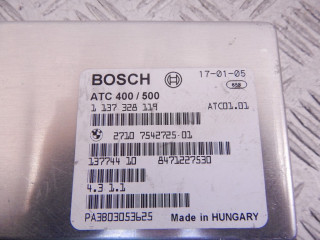 BOSCH
17-01-05
ATC 400 / 500
1 137 328 119
ATC01.01
2710 7542725-01
137744 10
8471227530
4.3 1.1
PA3803053625
Made in HUNGARY